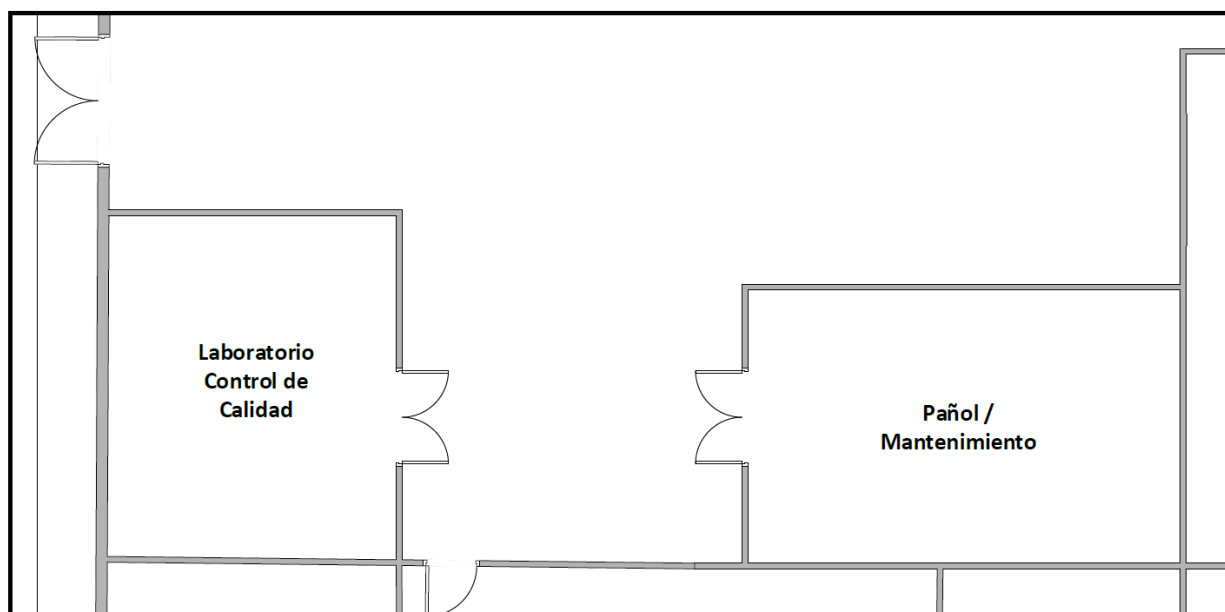 Laboratorio
Control de
Calidad
Pañol /
Mantenimiento